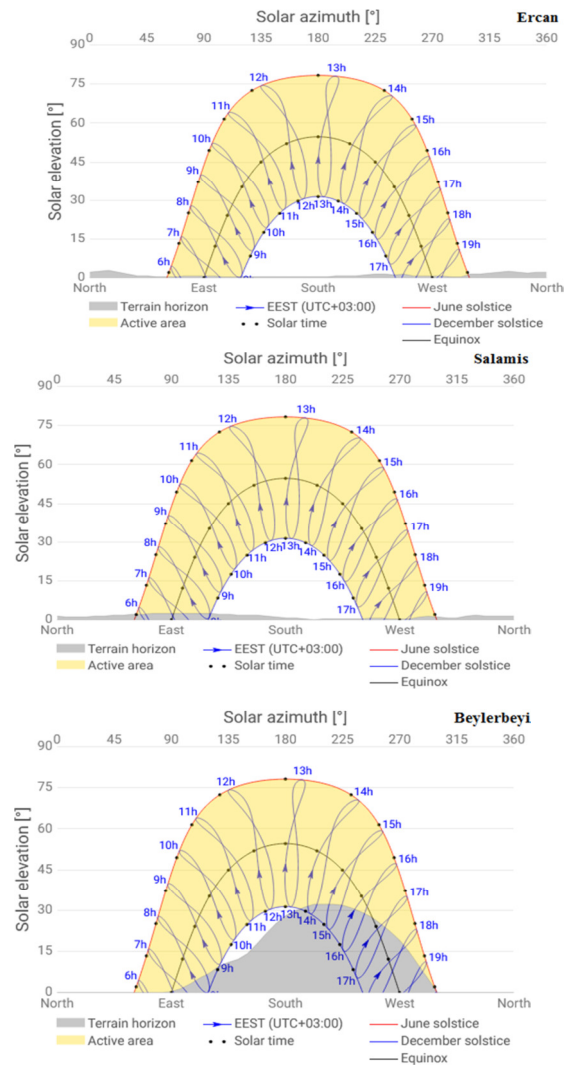 Solar azimuth [°] Ercan
0 45 90 135 180 225 270 315 360
Solar elevation [°]
90
75
60
45
30
15
0
6h 7h 8h 9h 10h 11h 12h 13h 14h 15h 16h 17h 18h 19h
9h 10h 11h 12h 13h 14h 15h 16h 17h
North East South West North
Terrain horizon EEST (UTC+03:00) June solstice
Active area Solar time December solstice
Equinox
Solar azimuth [°] Salamis
0 45 90 135 180 225 270 315 360
Solar elevation [°]
90
75
60
45
30
15
0
6h 7h 8h 9h 10h 11h 12h 13h 14h 15h 16h 17h 18h 19h
9h 10h 11h 12h 13h 14h 15h 16h 17h
North East South West North
Terrain horizon EEST (UTC+03:00) June solstice
Active area Solar time December solstice
Equinox
Solar azimuth [°] Beylerbeyi
0 45 90 135 180 225 270 315 360
Solar elevation [°]
90
75
60
45
30
15
0
6h 7h 8h 9h 10h 11h 12h 13h 14h 15h 16h 17h 18h 19h
9h 10h 11h 12h 13h 14h 15h 16h 17h
North East South West North
Terrain horizon EEST (UTC+03:00) June solstice
Active area Solar time December solstice
Equinox